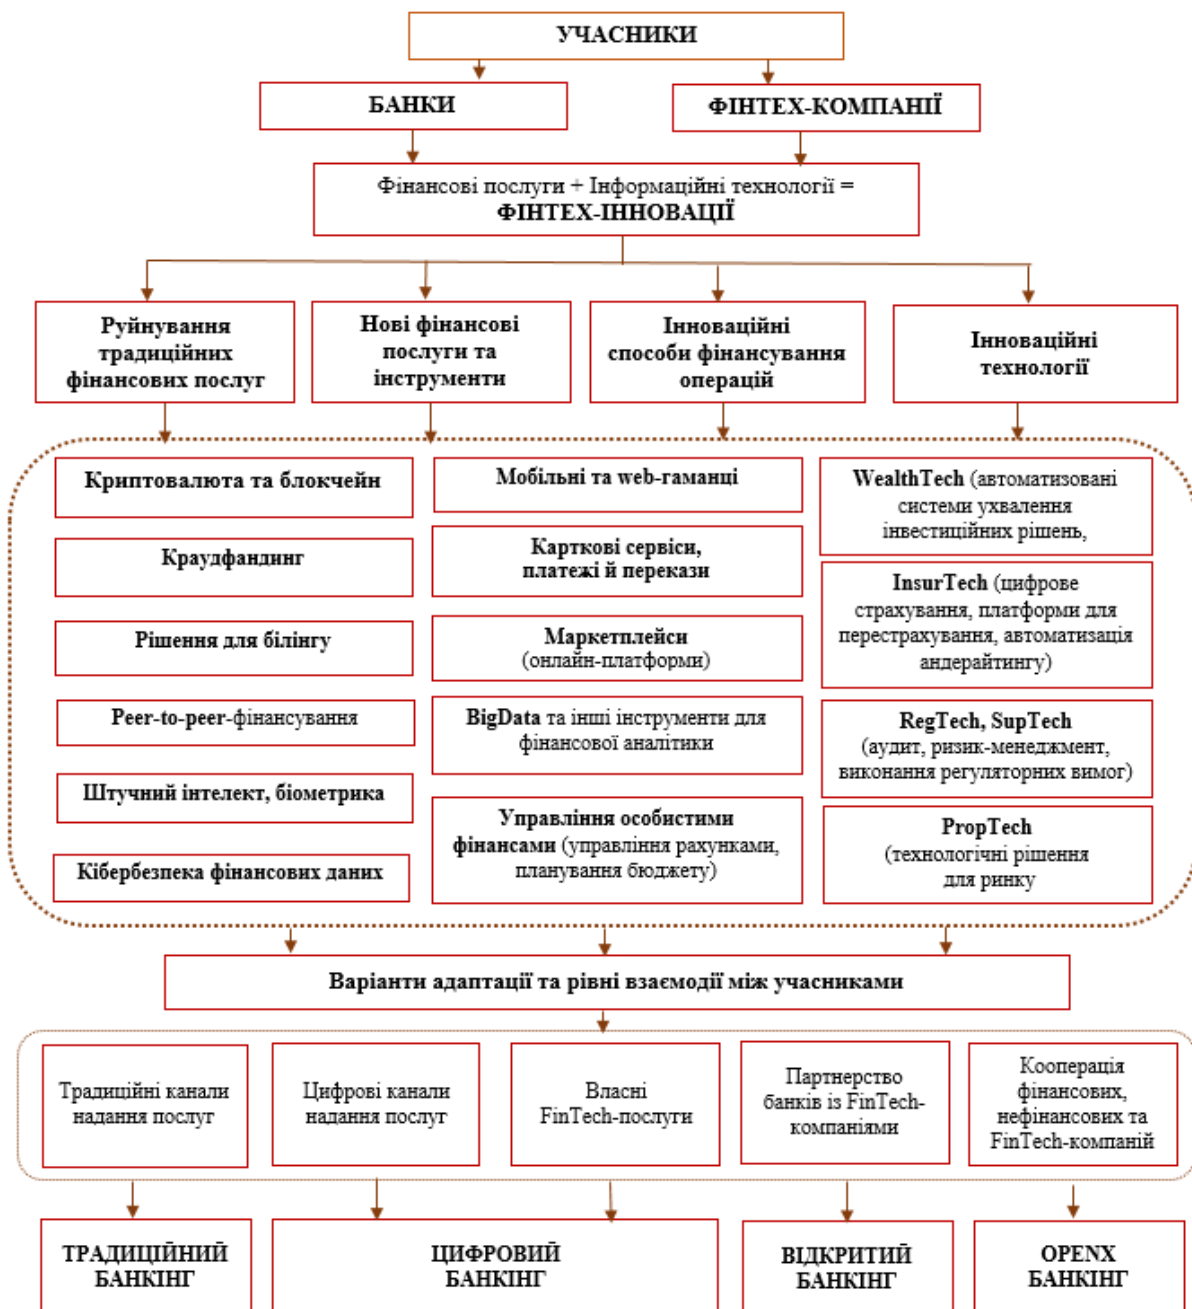 УЧАСНИКИ
БАНКИ
ФІНТЕХ-КОМПАНІЇ
Фінансові послуги + Інформаційні технології =
ФІНТЕХ-ІННОВАЦІЇ
Руйнування
традиційних
фінансових послуг
Нові фінансові
послуги та
інструменти
Інноваційні
способи фінансування
операцій
Інноваційні
технології
Криптовалюта та блокчейн
Краудфандинг
Рішення для білінгу
Peer-to-peer-фінансування
Штучний інтелект, біометрика
Кібербезпека фінансових даних
Мобільні та web-гаманці
Карткові сервіси,
платежі й перекази
Маркетплейси
(онлайн-платформи)
BigData та інші інструменти для
фінансової аналітики
Управління особистими
фінансами (управління рахунками,
планування бюджету)
WealthTech (автоматизовані
системи ухвалення
інвестиційних рішень,
InsurTech (цифрове
страхування, платформи для
перестрахування, автоматизація
андерайтингу)
RegTech, SupTech
(аудит, ризик-менеджмент,
виконання регуляторних вимог)
PropTech
(технологічні рішення
для ринку
Варіанти адаптації та рівні взаємодії між учасниками
Традиційні канали
надання послуг
Цифрові канали
надання послуг
Власні
FinTech-послуги
Партнерство
банків із FinTech-
компаніями
Кооперація
фінансових,
нефінансових та
FinTech-компаній
ТРАДИЦІЙНИЙ
БАНКІНГ
ЦИФРОВИЙ
БАНКІНГ
ВІДКРИТИЙ
БАНКІНГ
OPENX
БАНКІНГ